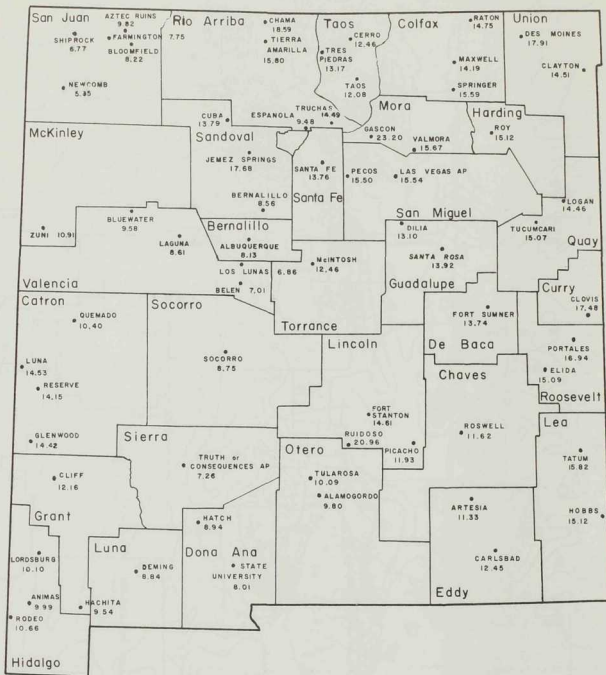 San Juan
AZTEC RUINS
9.82
SHIPROCK
6.77
FARMINGTON
BLOOMFIELD
8.22
7.75
NEWCOMB
Rio Arriba
CHAMA
18.59
TIERRA
AMARILLA
15.80
Taos
CERRO
12.46
TRES
PIEDRAS
13.17
TAOS
12.08
Colfax
RATON
14.75
MAXWELL
14.19
SPRINGER
15.59
Union
DES MOINES
17.91
CLAYTON
14.51
CUBA
13.79
ESPANOLA
9.48
TRUCHAS
14.49
Mora
GASCON
23.20
VALMORA
15.67
Harding
ROY
15.12
McKinley
Sandoval
JEMEZ SPRINGS
17.68
BERNALILLO
8.56
SANTA FE
13.76
Santa Fe
PECOS
15.50
LAS VEGAS AP
15.54
San Miguel
LOGAN
14.46
TUCUMCARI
15.07
Quay
ZUNI 10.91
BLUEWATER
9.58
LAGUNA
8.61
Bernalillo
ALBUQUERQUE
8.13
LOS LUNAS 6.86
BELEN 7.01
Valencia
McINTOSH
12.46
Torrance
DILIA
13.10
SANTA ROSA
13.92
Guadalupe
Curry
CLOVIS
17.48
Catron
QUEMADO
10.40
LUNA
14.53
RESERVE
14.15
GLENWOOD
14.42
Socorro
SOCORRO
8.75
Lincoln
FORT
STANTON
14.61
RUIDOSO
20.96
PICACHO
11.93
FORT SUMNER
13.74
De Baca
PORTALES
16.94
ELIDA
15.09
Roosevelt
Chaves
ROSWELL
11.62
Lea
TATUM
15.82
HOBBS
15.12
Sierra
TRUTH or
CONSEQUENCES AP
7.26
Otero
TULAROSA
10.09
ALAMOGORDO
9.80
CLIFF
12.16
Grant
LORDSBURG
10.10
Luna
DEMING
8.84
HATCH
8.94
Dona Ana
STATE
UNIVERSITY
8.01
ARTESIA
11.33
CARLSBAD
12.45
Eddy
ANIMAS
9.99
HACHITA
9.54
RODEO
10.66
Hidalgo